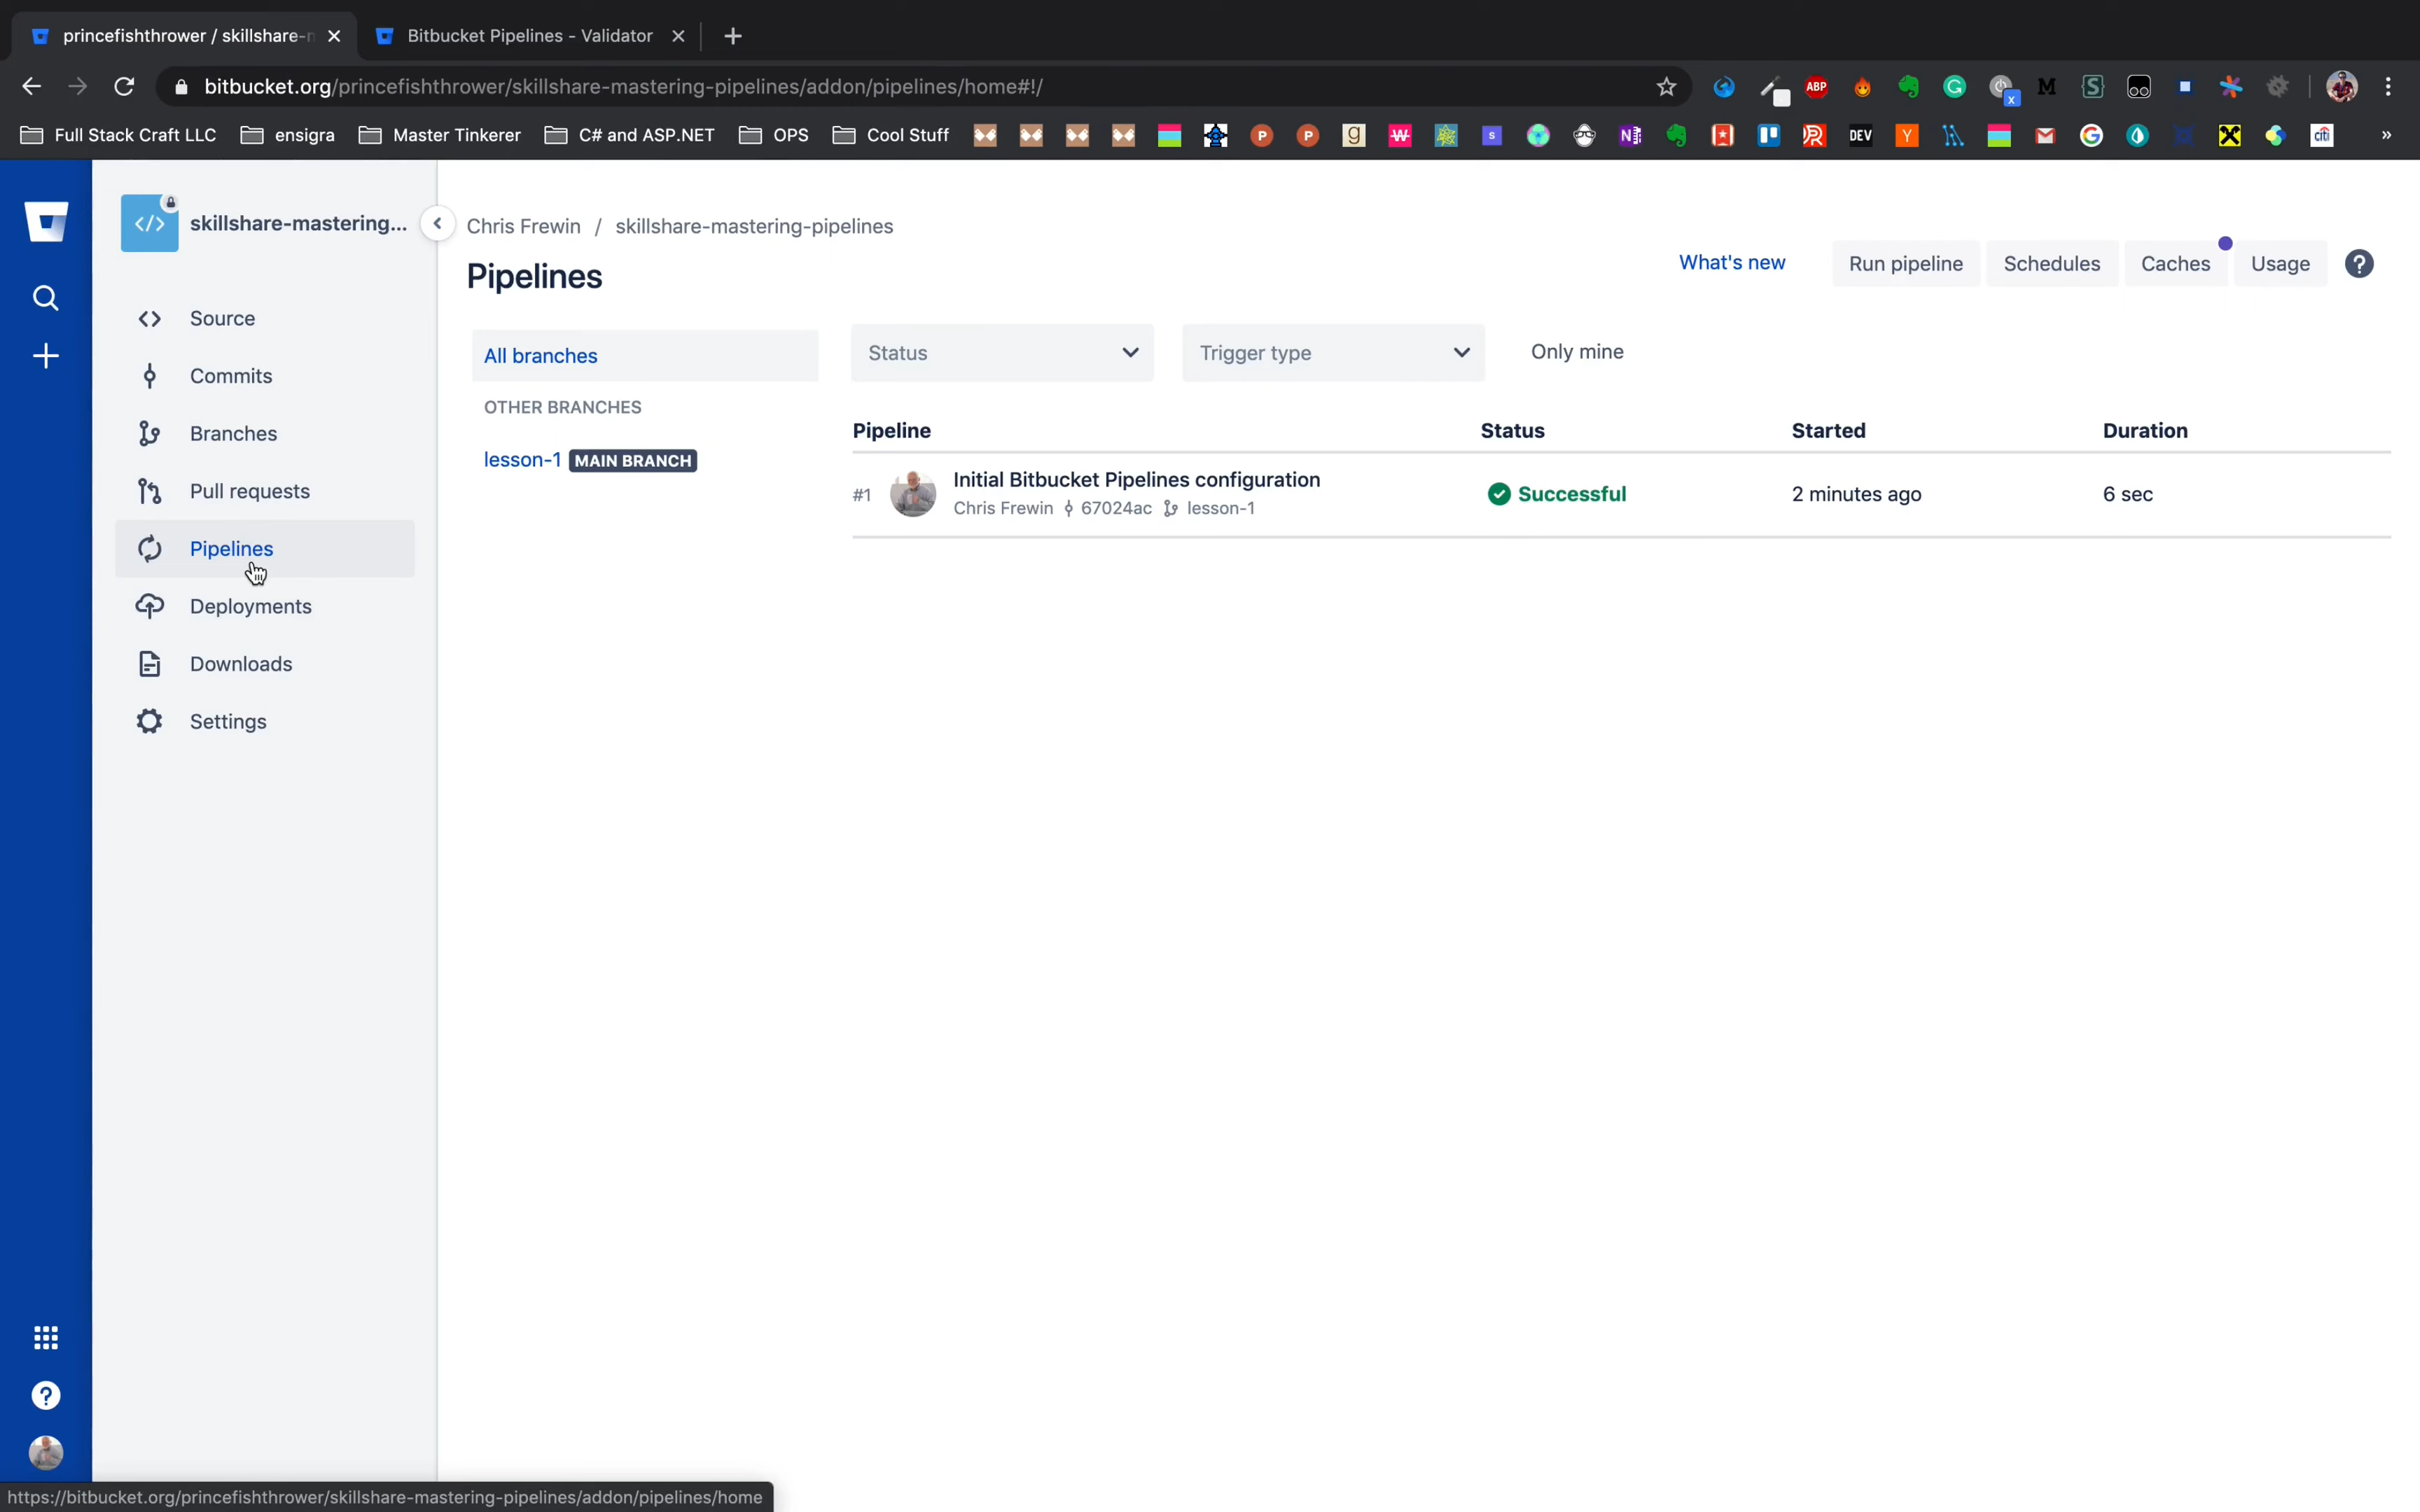 princefishthrower / skillshare-
Bitbucket Pipelines - Validator
bitbucket.org/princefishthrower/skillshare-mastering-pipelines/addon/pipelines/home#!/
ABP
x
M
Full Stack Craft LLC
ensigra
Master Tinkerer
C# and ASP.NET
OPS
Cool Stuff
DEV
citi
skillshare-mastering...
Source
Commits
Branches
Pull requests
Pipelines
Deployments
Downloads
Settings
Chris Frewin / skillshare-mastering-pipelines
Pipelines
What's new
Run pipeline
Schedules
Caches
Usage
All branches
Status
Trigger type
Only mine
OTHER BRANCHES
lesson-1 MAIN BRANCH
Pipeline Status Started Duration
#1 Initial Bitbucket Pipelines configuration Successful 2 minutes ago 6 sec
Chris Frewin 67024ac lesson-1
https://bitbucket.org/princefishthrower/skillshare-mastering-pipelines/addon/pipelines/home